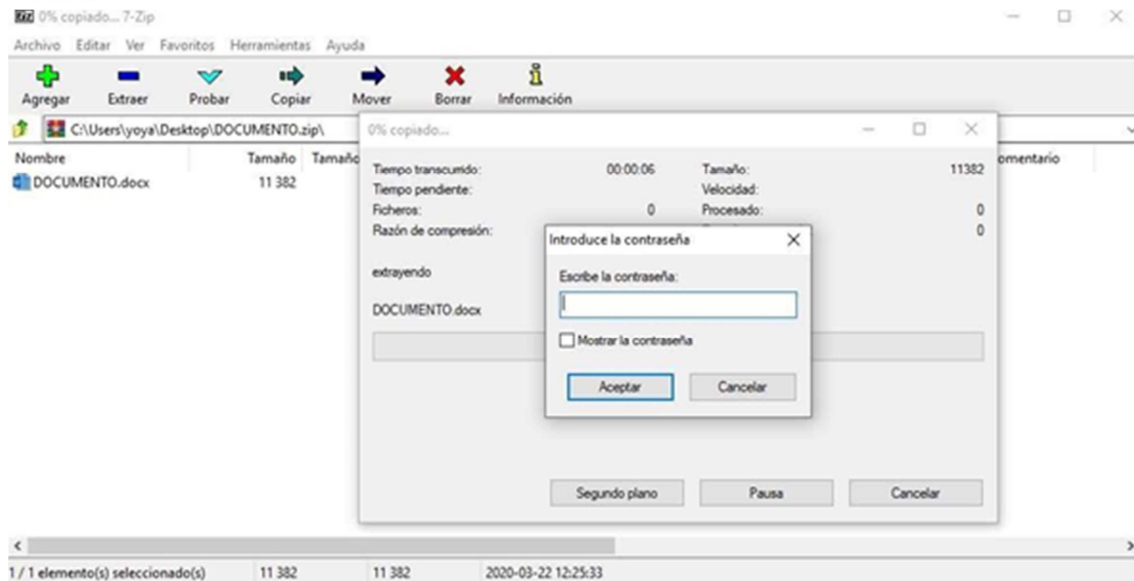 0% copiado... 7-Zip
Archivo Editar Ver Favoritos Herramientas Ayuda
Agregar Extraer Probar Copiar Mover Borrar Información
C:\Users\yoya\Desktop\DOCUMENTO.zip\
Nombre Tamaño Tamaño omentario
DOCUMENTO.docx 11 382
0% copiado...
Tiempo transcurrido: 00:00:06 Tamaño: 11382
Tiempo pendiente: Velocidad:
Ficheros: 0 Procesado: 0
Razón de compresión: 0
extrayendo
DOCUMENTO.docx
Introduce la contraseña
Escribe la contraseña:
Mostrar la contraseña
Aceptar Cancelar
Segundo plano Pausa Cancelar
1 / 1 elemento(s) seleccionado(s) 11 382 11 382 2020-03-22 12:25:33